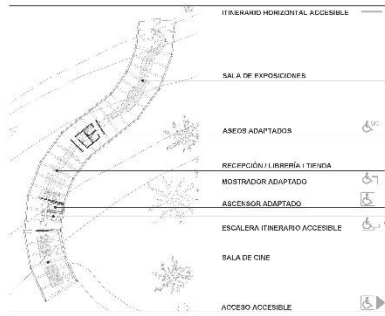 ITINERARIO HORIZONTAL ACCESIBLE
SALA DE EXPOSICIONES
ASEOS ADAPTADOS
RECEPCIÓN / LIBRERÍA / TIENDA
MOSTRADOR ADAPTADO
ASCENSOR ADAPTADO
ESCALERA ITINERARIO ACCESIBLE
SALA DE CINE
ACCESO ACCESIBLE